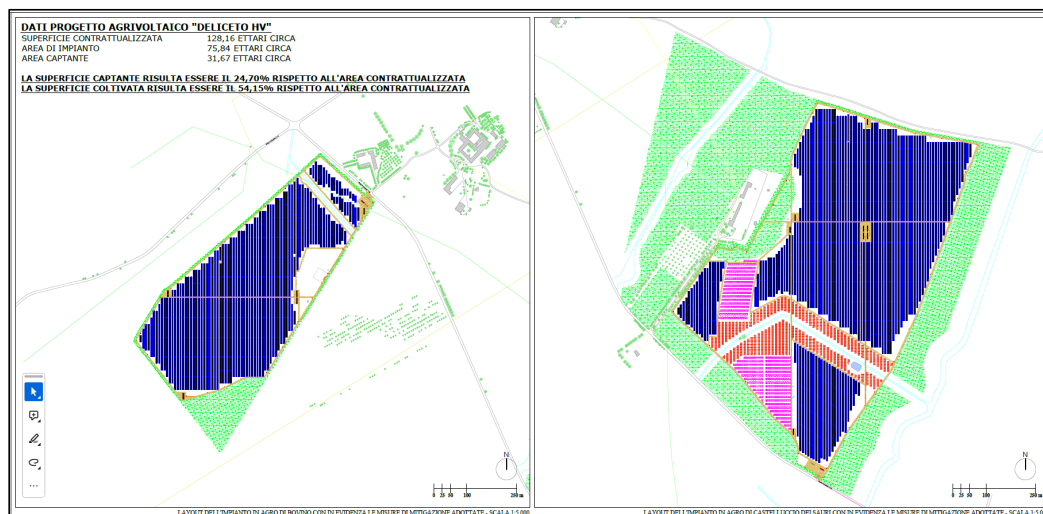 DATI PROGETTO AGRIVOLTAICO "DELICETO HV"
SUPERFICIE CONTRATTUALIZZATA 128,16 ETTARI CIRCA
AREA DI IMPIANTO 75,84 ETTARI CIRCA
AREA CAPTANTE 31,67 ETTARI CIRCA
LA SUPERFICIE CAPTANTE RISULTA ESSERE IL 24,70% RISPETTO ALL'AREA CONTRATTUALIZZATA
LA SUPERFICIE COLTIVATA RISULTA ESSERE IL 54,15% RISPETTO ALL'AREA CONTRATTUALIZZATA
N
0 25 50 100 200 m
N
0 25 50 100 200 m
LAYOUT DELL'IMPIANTO IN AGRO DI BOVINO CON IN EVIDENZA LE MISURE DI MITIGAZIONE ADOTTATE - SCALA 1:5.000
LAYOUT DELL'IMPIANTO IN AGRO DI CASTELLUCCIO DEI SAURI CON IN EVIDENZA LE MISURE DI MITIGAZIONE ADOTTATE - SCALA 1:5.0